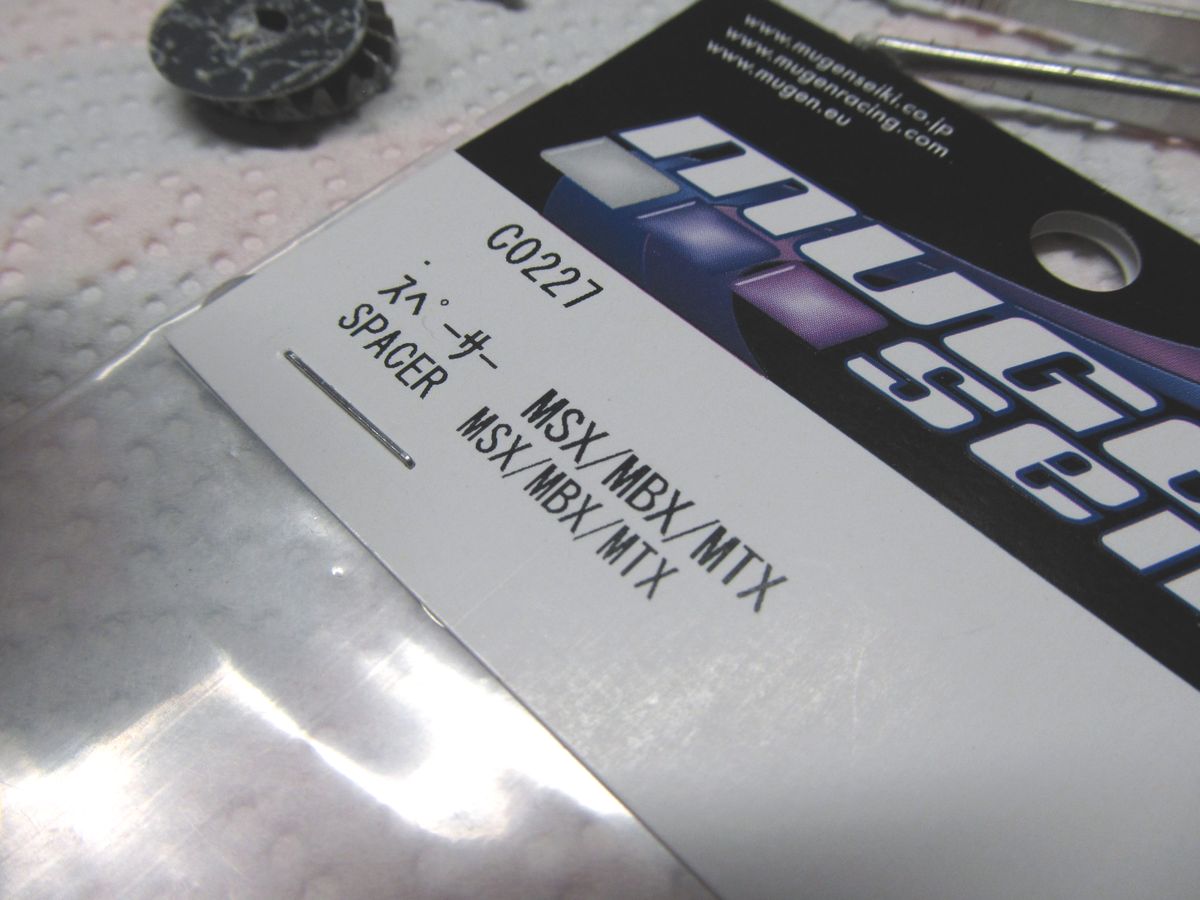 www.mugenseiki.co.jp
www.mugenracing.com
www.mugen.eu
C0227
スペーサー MSX/MBX/MTX
SPACER MSX/MBX/MTX